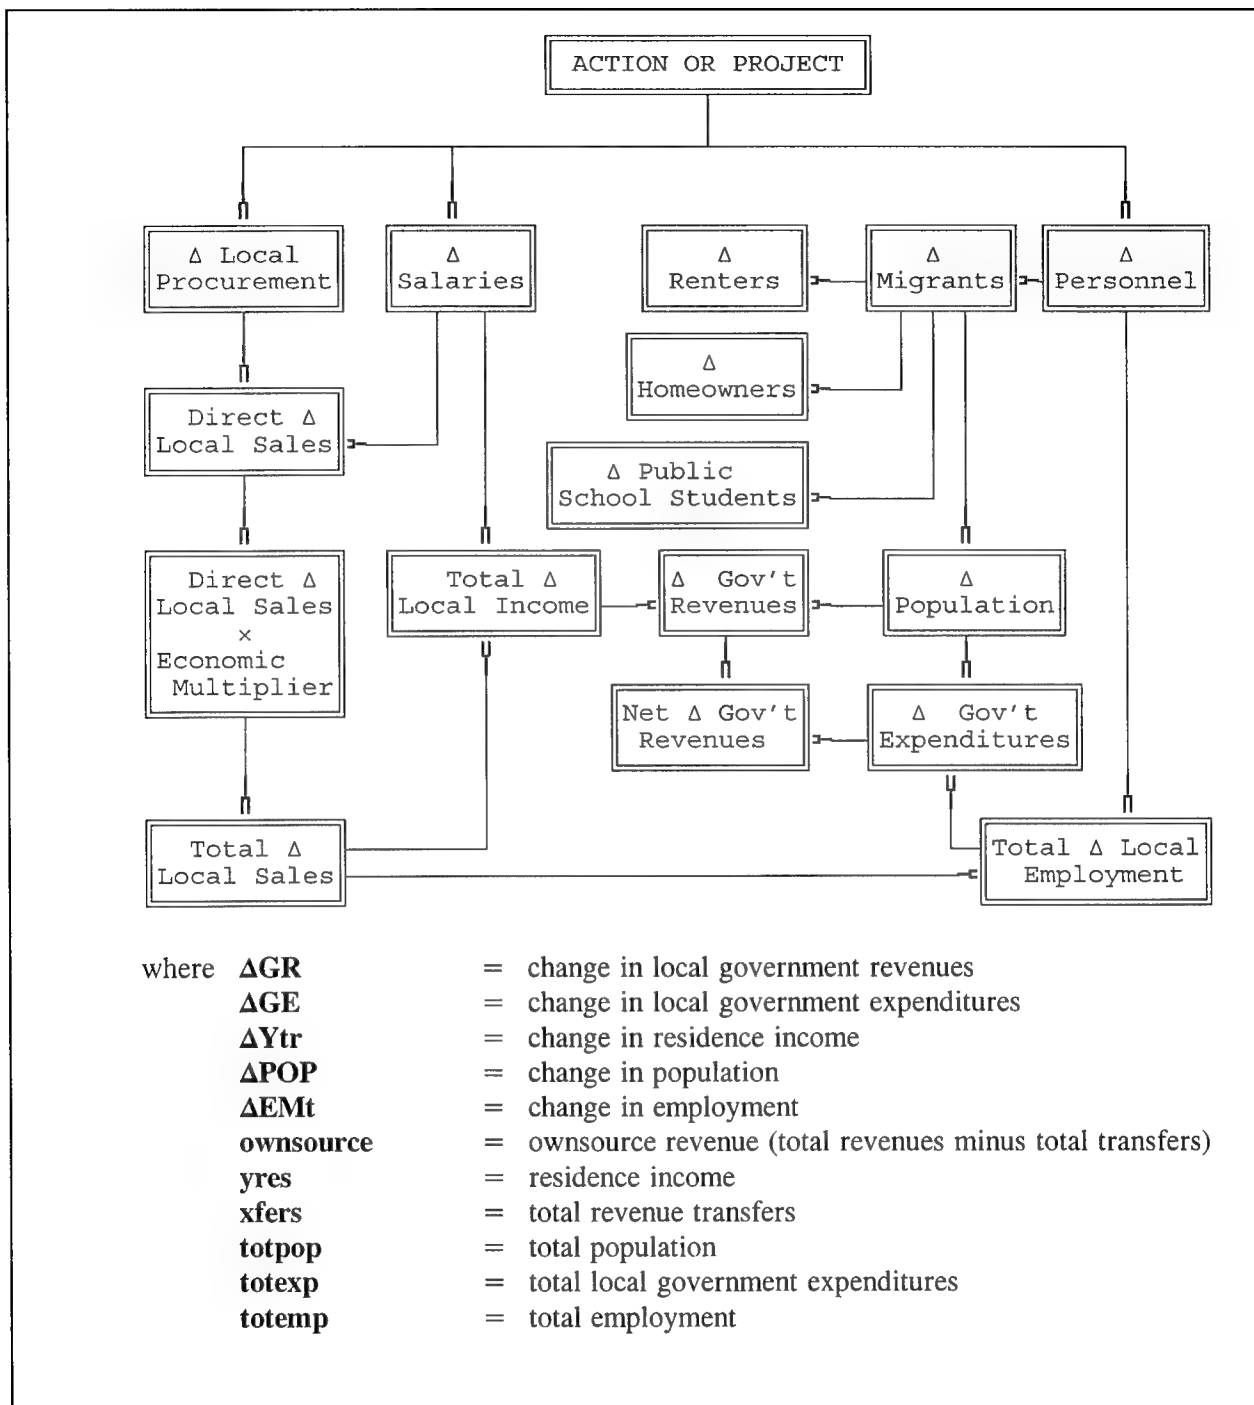 ACTION OR PROJECT
Δ Local
Procurement
Δ
Salaries
Δ
Renters
Δ
Migrants
Δ
Personnel
Δ
Homeowners
Direct Δ
Local Sales
Δ Public
School Students
Direct Δ
Local Sales
×
Economic
Multiplier
Total Δ
Local Income
Δ Gov't
Revenues
Δ
Population
Net Δ Gov't
Revenues
Δ Gov't
Expenditures
Total Δ
Local Sales
Total Δ Local
Employment
where ΔGR = change in local government revenues
ΔGE = change in local government expenditures
ΔYtr = change in residence income
ΔPOP = change in population
ΔEMt = change in employment
ownsource = ownsource revenue (total revenues minus total transfers)
yres = residence income
xfers = total revenue transfers
totpop = total population
totexp = total local government expenditures
totemp = total employment